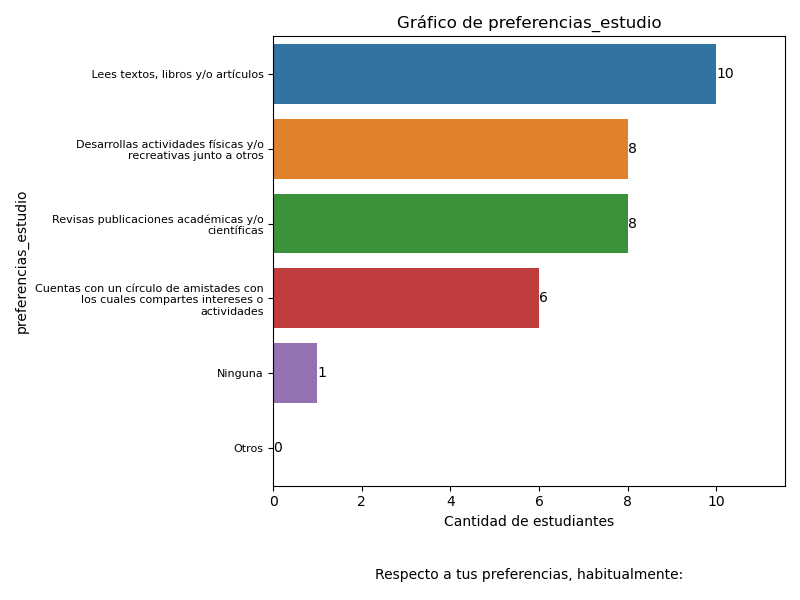 Gráfico de preferencias_estudio
Lees textos, libros y/o artículos
10
Desarrollas actividades físicas y/o
recreativas junto a otros
8
Revisas publicaciones académicas y/o
científicas
8
Cuentas con un círculo de amistades con
los cuales compartes intereses o
actividades
6
Ninguna
1
Otros
0
preferencias_estudio
0 2 4 6 8 10
Cantidad de estudiantes
Respecto a tus preferencias, habitualmente: